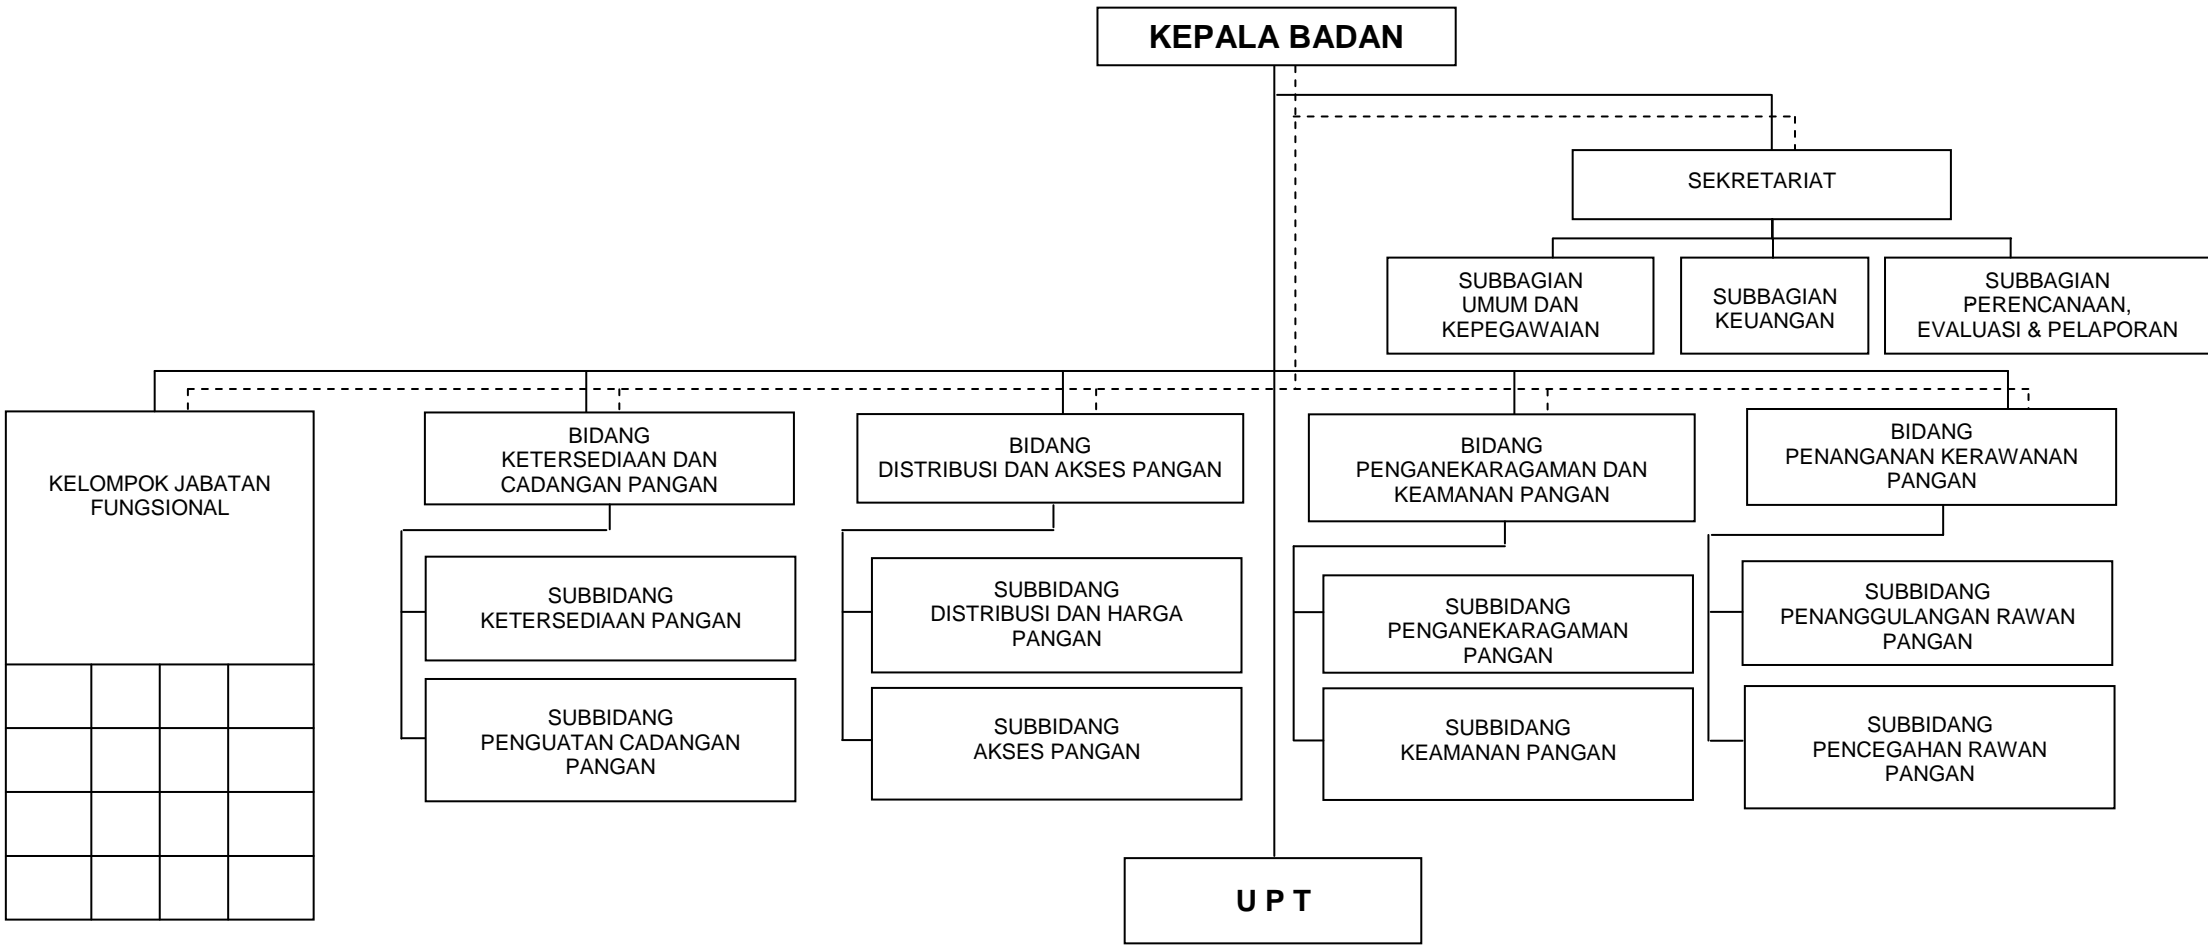 KEPALA BADAN
SEKRETARIAT
SUBBAGIAN
UMUM DAN
KEPEGAWAIAN
SUBBAGIAN
KEUANGAN
SUBBAGIAN
PERENCANAAN,
EVALUASI & PELAPORAN
KELOMPOK JABATAN
FUNGSIONAL
BIDANG
KETERSEDIAAN DAN
CADANGAN PANGAN
BIDANG
DISTRIBUSI DAN AKSES PANGAN
BIDANG
PENGANEKARAGAMAN DAN
KEAMANAN PANGAN
BIDANG
PENANGANAN KERAWANAN
PANGAN
SUBBIDANG
KETERSEDIAAN PANGAN
SUBBIDANG
DISTRIBUSI DAN HARGA
PANGAN
SUBBIDANG
PENGANEKARAGAMAN
PANGAN
SUBBIDANG
PENANGGULANGAN RAWAN
PANGAN
SUBBIDANG
PENGUATAN CADANGAN
PANGAN
SUBBIDANG
AKSES PANGAN
SUBBIDANG
KEAMANAN PANGAN
SUBBIDANG
PENCEGAHAN RAWAN
PANGAN
U P T